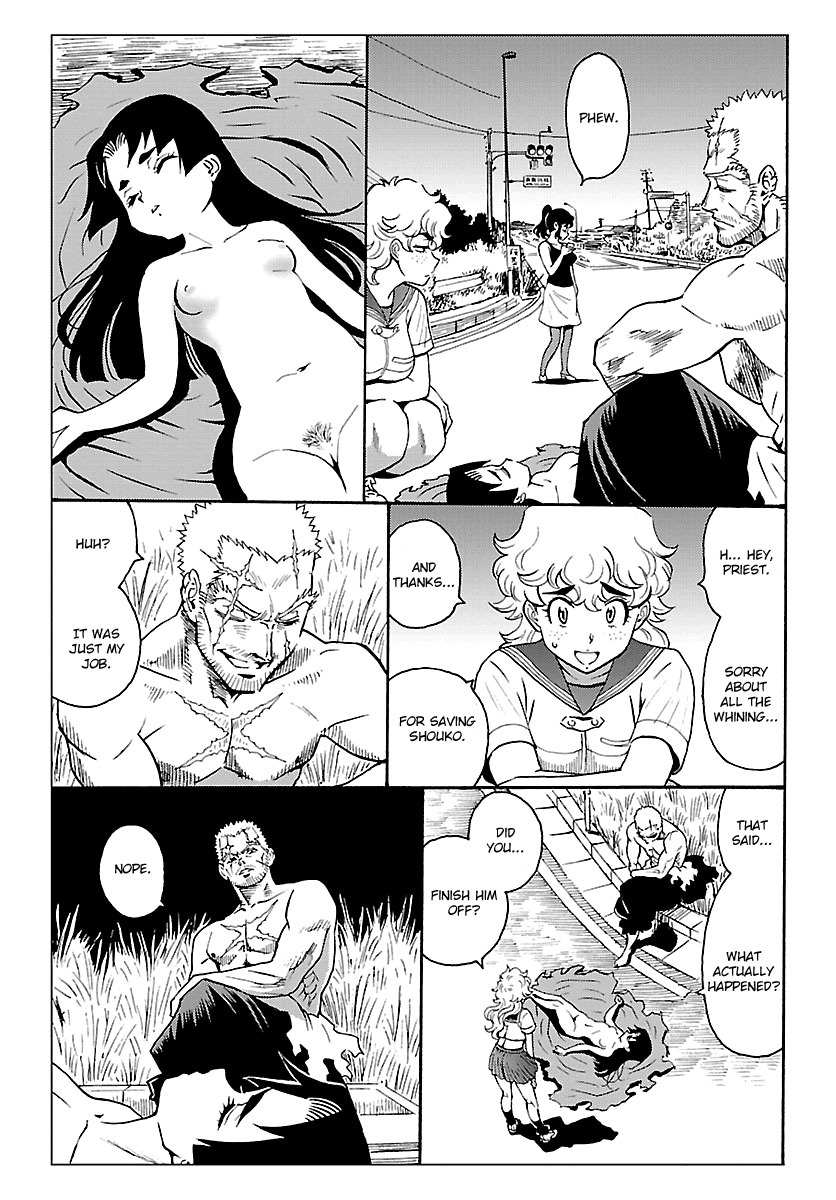 PHEW.
H... HEY,
PRIEST.
SORRY
ABOUT
ALL THE
WHINING...
AND
THANKS...
FOR SAVING
SHOUKO.
HUH?
IT WAS
JUST MY
JOB.
THAT
SAID...
WHAT
ACTUALLY
HAPPENED?
DID
YOU...
FINISH HIM
OFF?
NOPE.